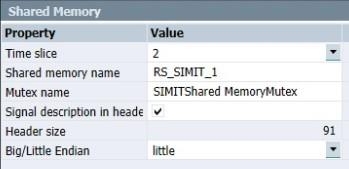 Shared Memory
Property Value
Time slice 2
Shared memory name RS_SIMIT_1
Mutex name SIMITShared MemoryMutex
Signal description in heade
Header size 91
Big/Little Endian little